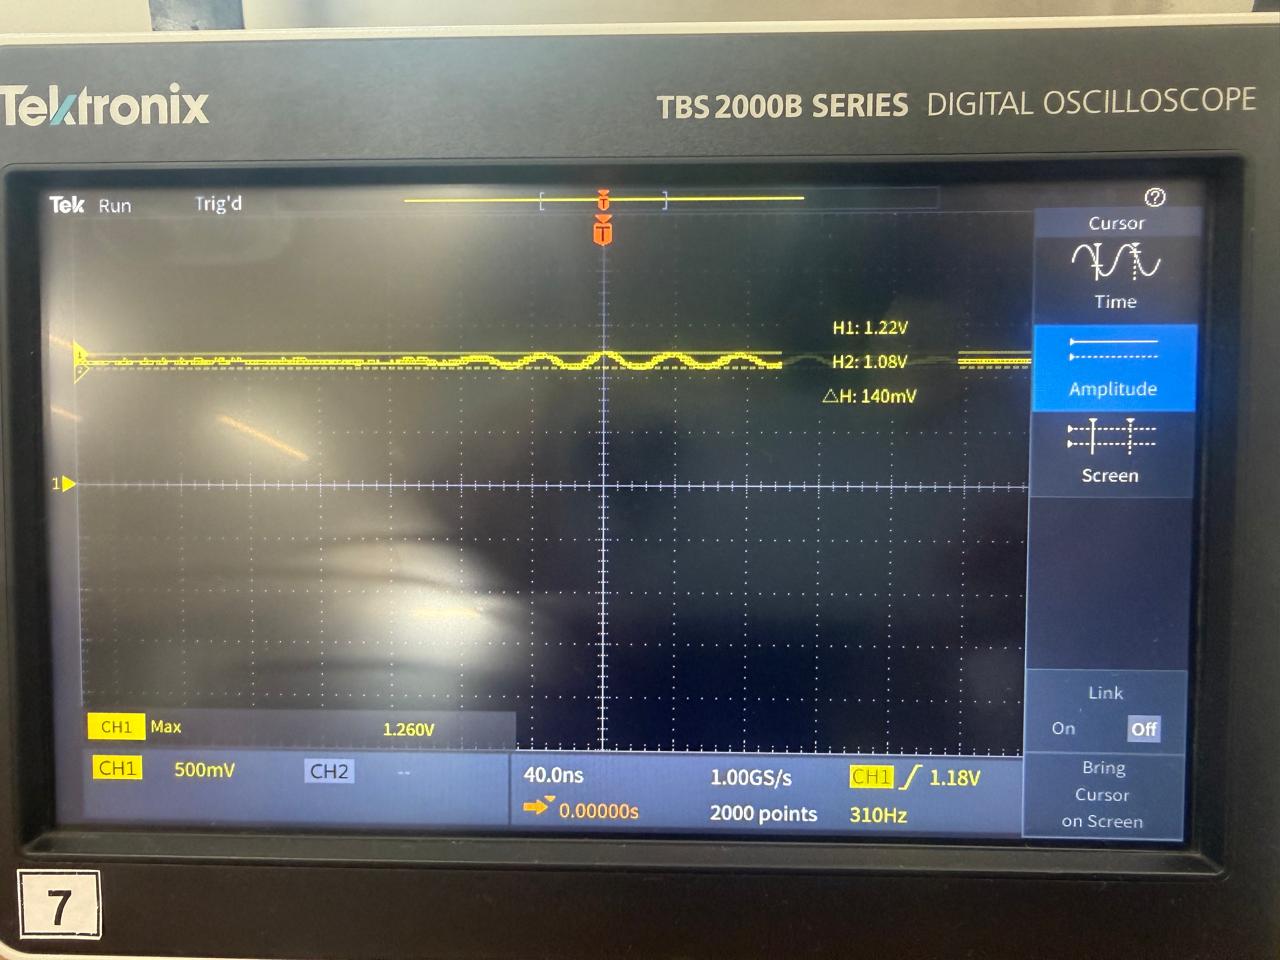 Tektronix
TBS 2000B SERIES DIGITAL OSCILLOSCOPE
Tek Run Trig'd
T
T
Cursor
Time
H1: 1.22V
H2: 1.08V
△H: 140mV
Amplitude
Screen
1
Link
On Off
CH1 Max 1.260V
CH1 500mV CH2 --
40.0ns 1.00GS/s CH1 1.18V
0.00000s 2000 points 310Hz
Bring
Cursor
on Screen
7